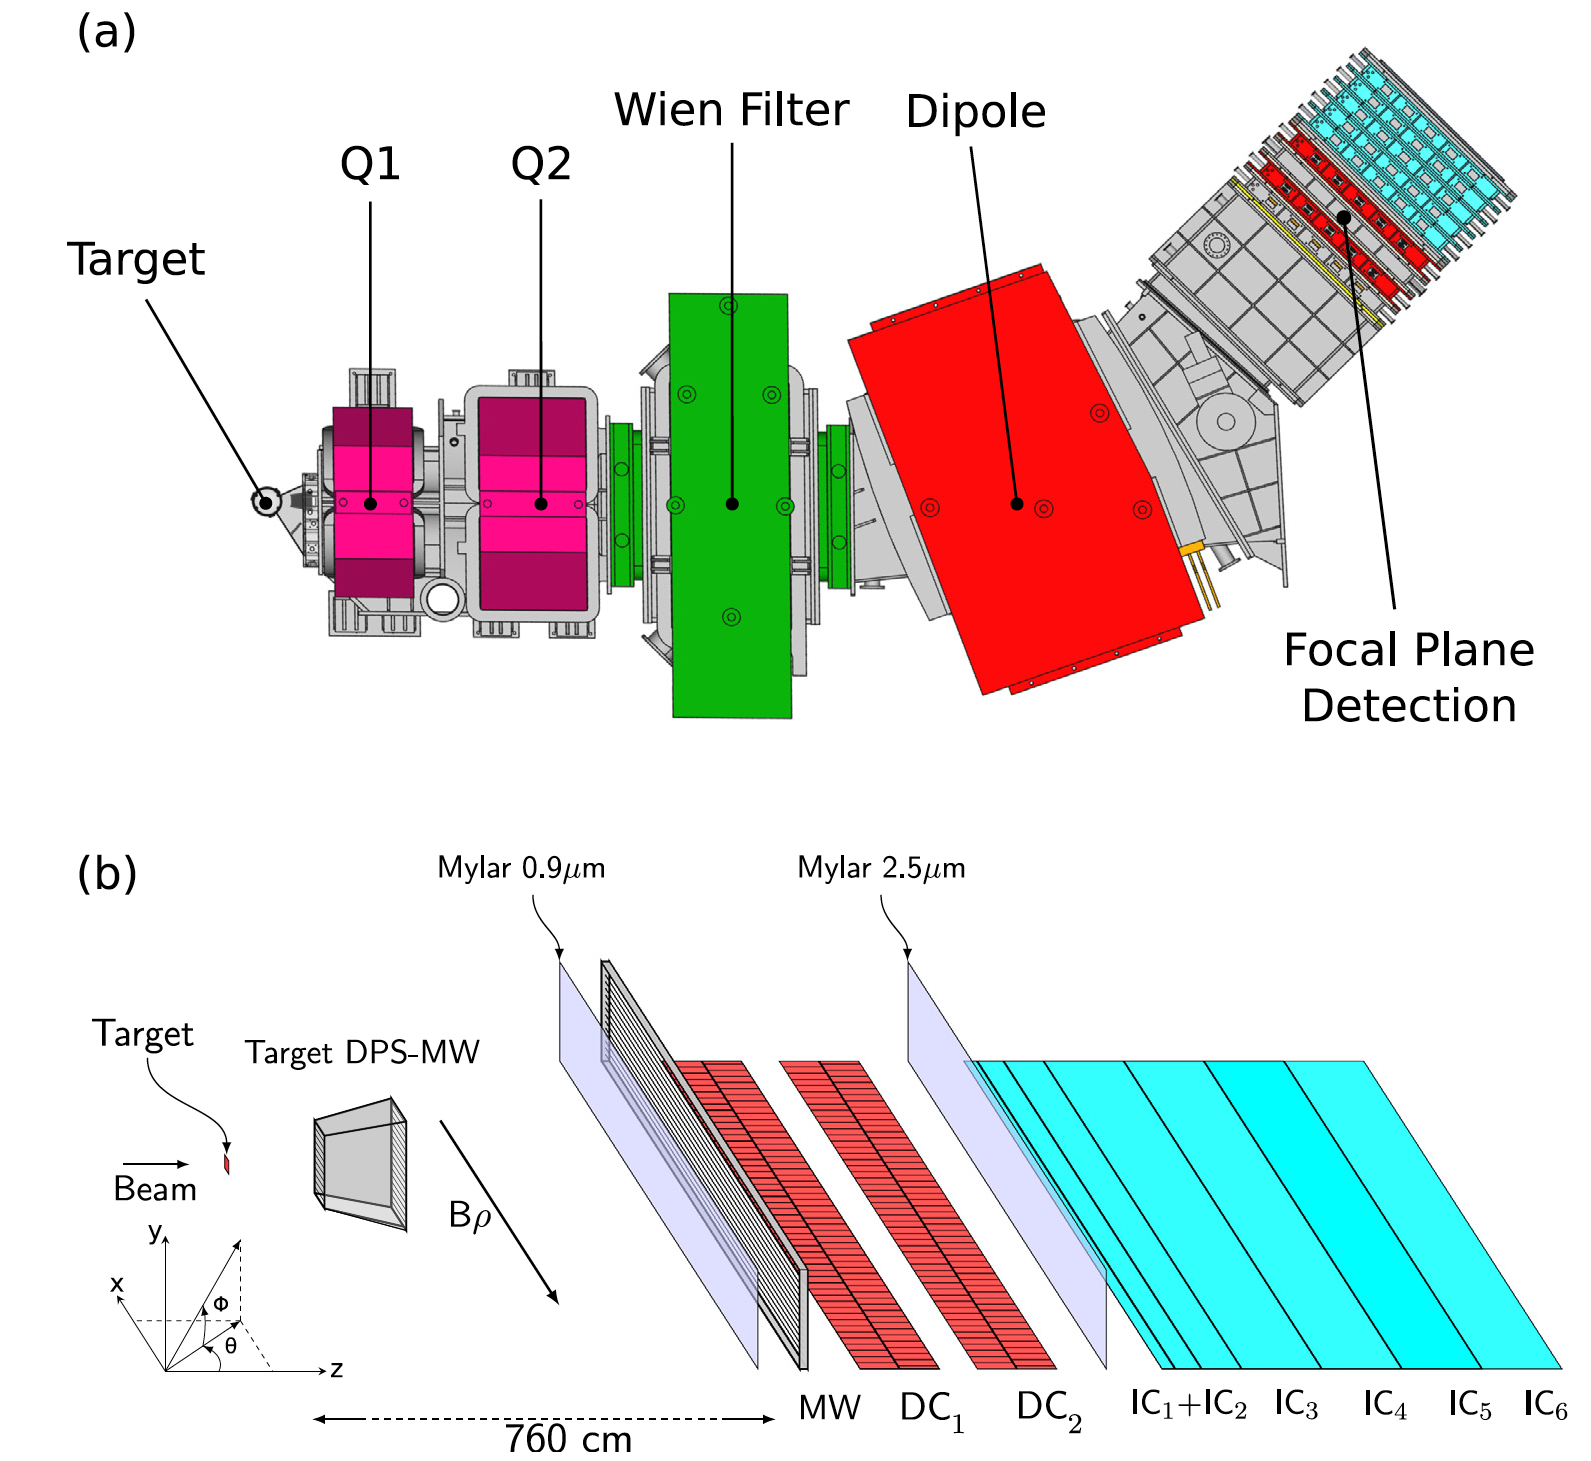 (a)
Wien Filter
Dipole
Q1
Q2
Target
Focal Plane
Detection
(b)
Mylar 0.9μm
Mylar 2.5μm
Target
Target DPS-MW
Beam
Bρ
y
x
Φ
θ
z
MW
DC₁
DC₂
IC₁+IC₂
IC₃
IC₄
IC₅
IC₆
760 cm